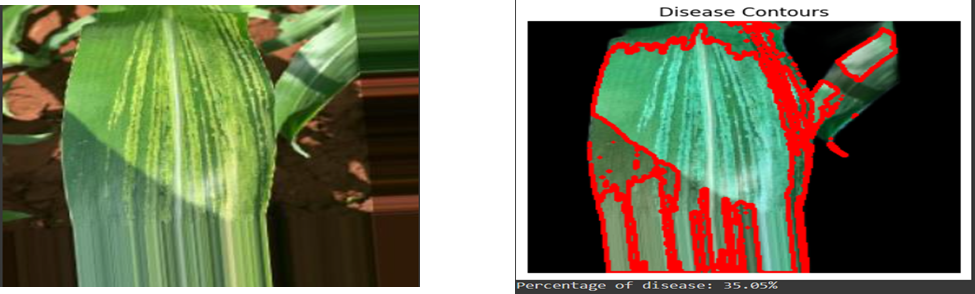 Disease Contours
Percentage of disease: 35.05%